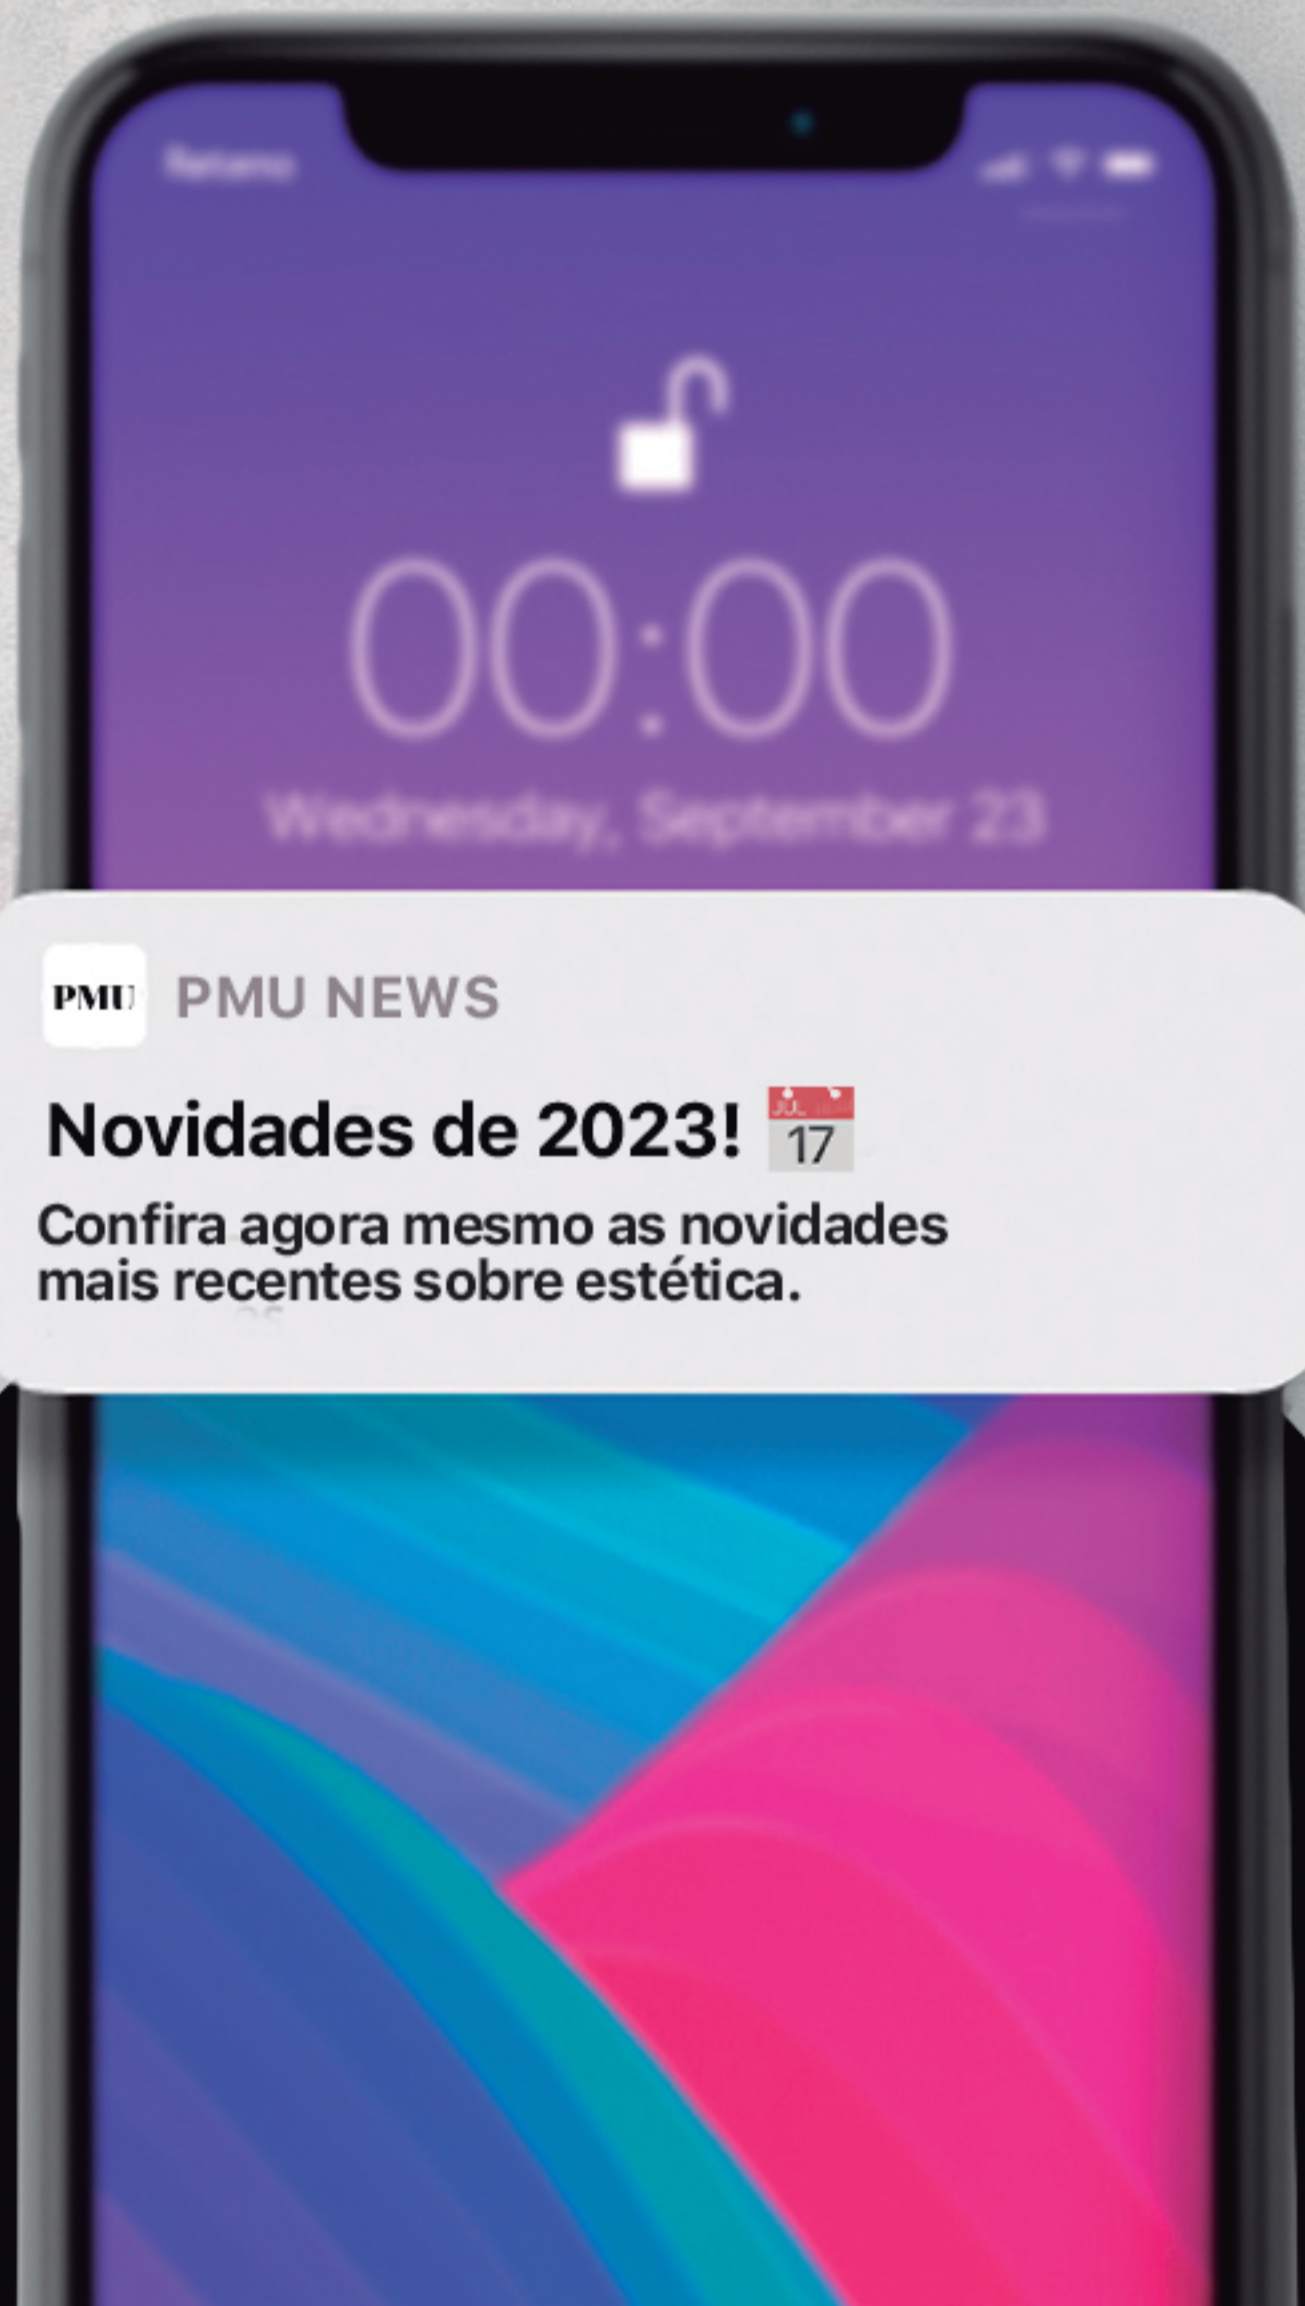 00:00
Wednesday, September 23
PMU
PMU NEWS
Novidades de 2023!
JUL
17
Confira agora mesmo as novidades
mais recentes sobre estética.